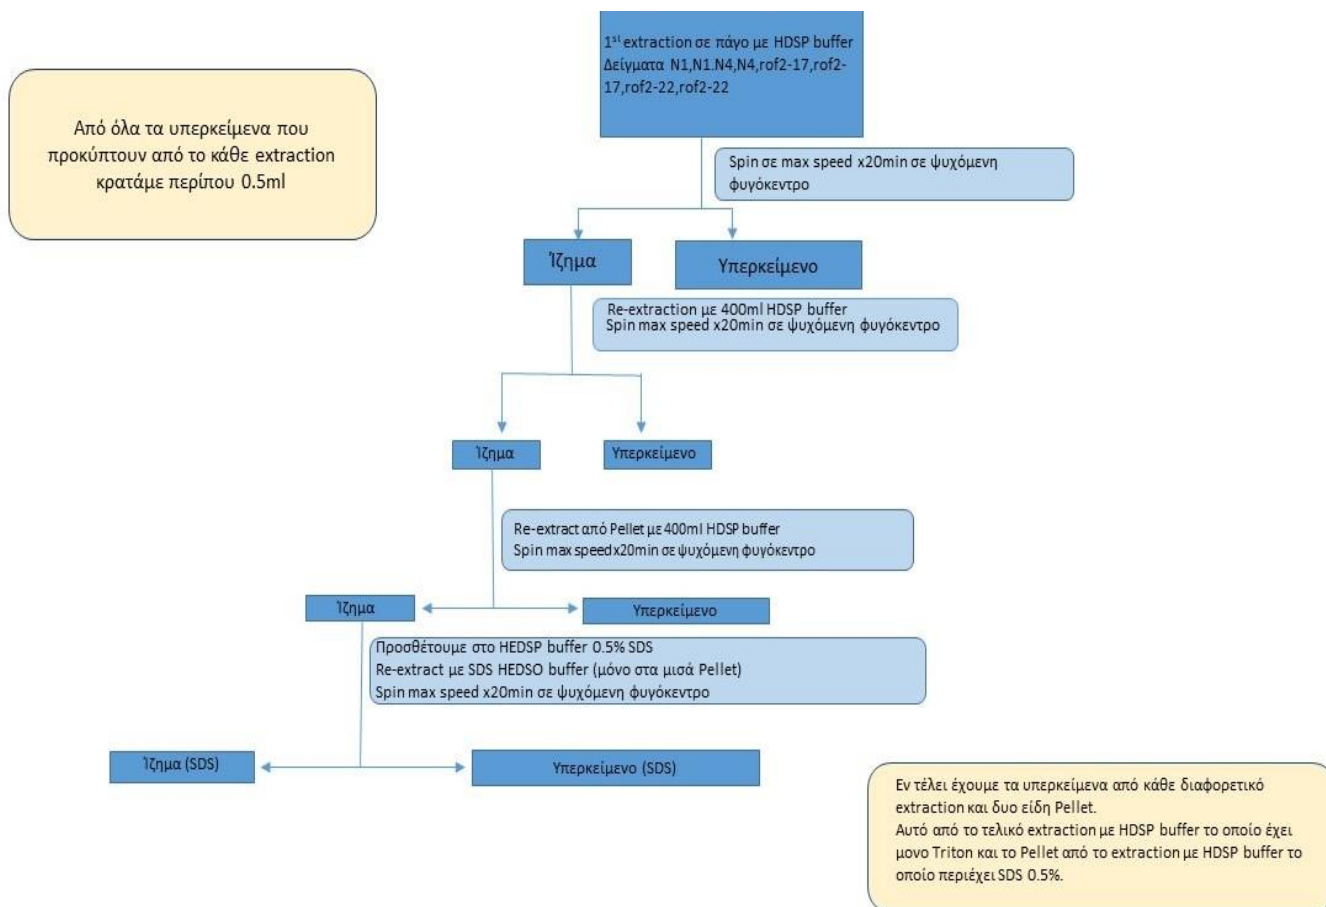 1st extraction σε πάγο με HDSP buffer
Δείγματα N1,N1.N4,N4,rof2-17,rof2-
17,rof2-22,rof2-22
Από όλα τα υπερκείμενα που
προκύπτουν από το κάθε extraction
κρατάμε περίπου 0.5ml
Spin σε max speed x20min σε ψυχόμενη
φυγόκεντρο
Ίζημα
Υπερκείμενο
Re-extraction με 400ml HDSP buffer
Spin max speed x20min σε ψυχόμενη φυγόκεντρο
Ίζημα
Υπερκείμενο
Re-extract από Pellet με 400ml HDSP buffer
Spin max speed x20min σε ψυχόμενη φυγόκεντρο
Ίζημα
Υπερκείμενο
Προσθέτουμε στο HEDSP buffer 0.5% SDS
Re-extract με SDS HEDSO buffer (μόνο στα μισά Pellet)
Spin max speed x20min σε ψυχόμενη φυγόκεντρο
Ίζημα (SDS)
Υπερκείμενο (SDS)
Εν τέλει έχουμε τα υπερκείμενα από κάθε διαφορετικό
extraction και δυο είδη Pellet.
Αυτό από το τελικό extraction με HDSP buffer το οποίο έχει
μονο Triton και το Pellet από το extraction με HDSP buffer το
οποίο περιέχει SDS 0.5%.